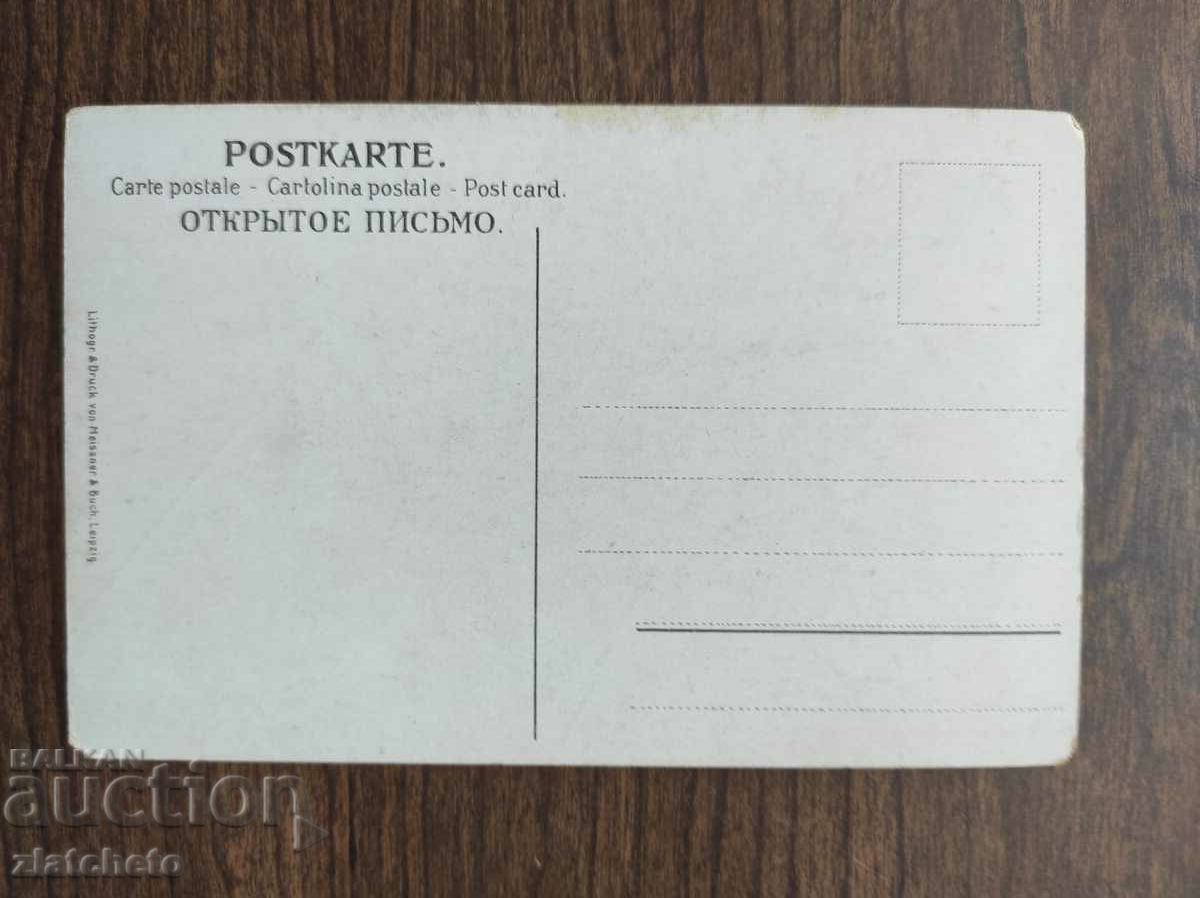 POSTKARTE.
Carte postale - Cartolina postale - Post card.
ОТКРЫТОЕ ПИСЬМО.
Lithogr. & Druck von Meissner & Buch, Leipzig
BALKAN
auction
zlatcheto